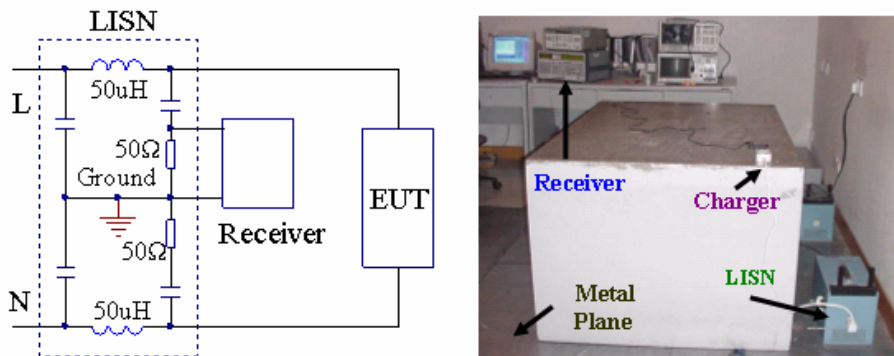 LISN
L
50uH
50Ω
Ground
Receiver
EUT
50Ω
N
50uH
Receiver
Charger
LISN
Metal
Plane